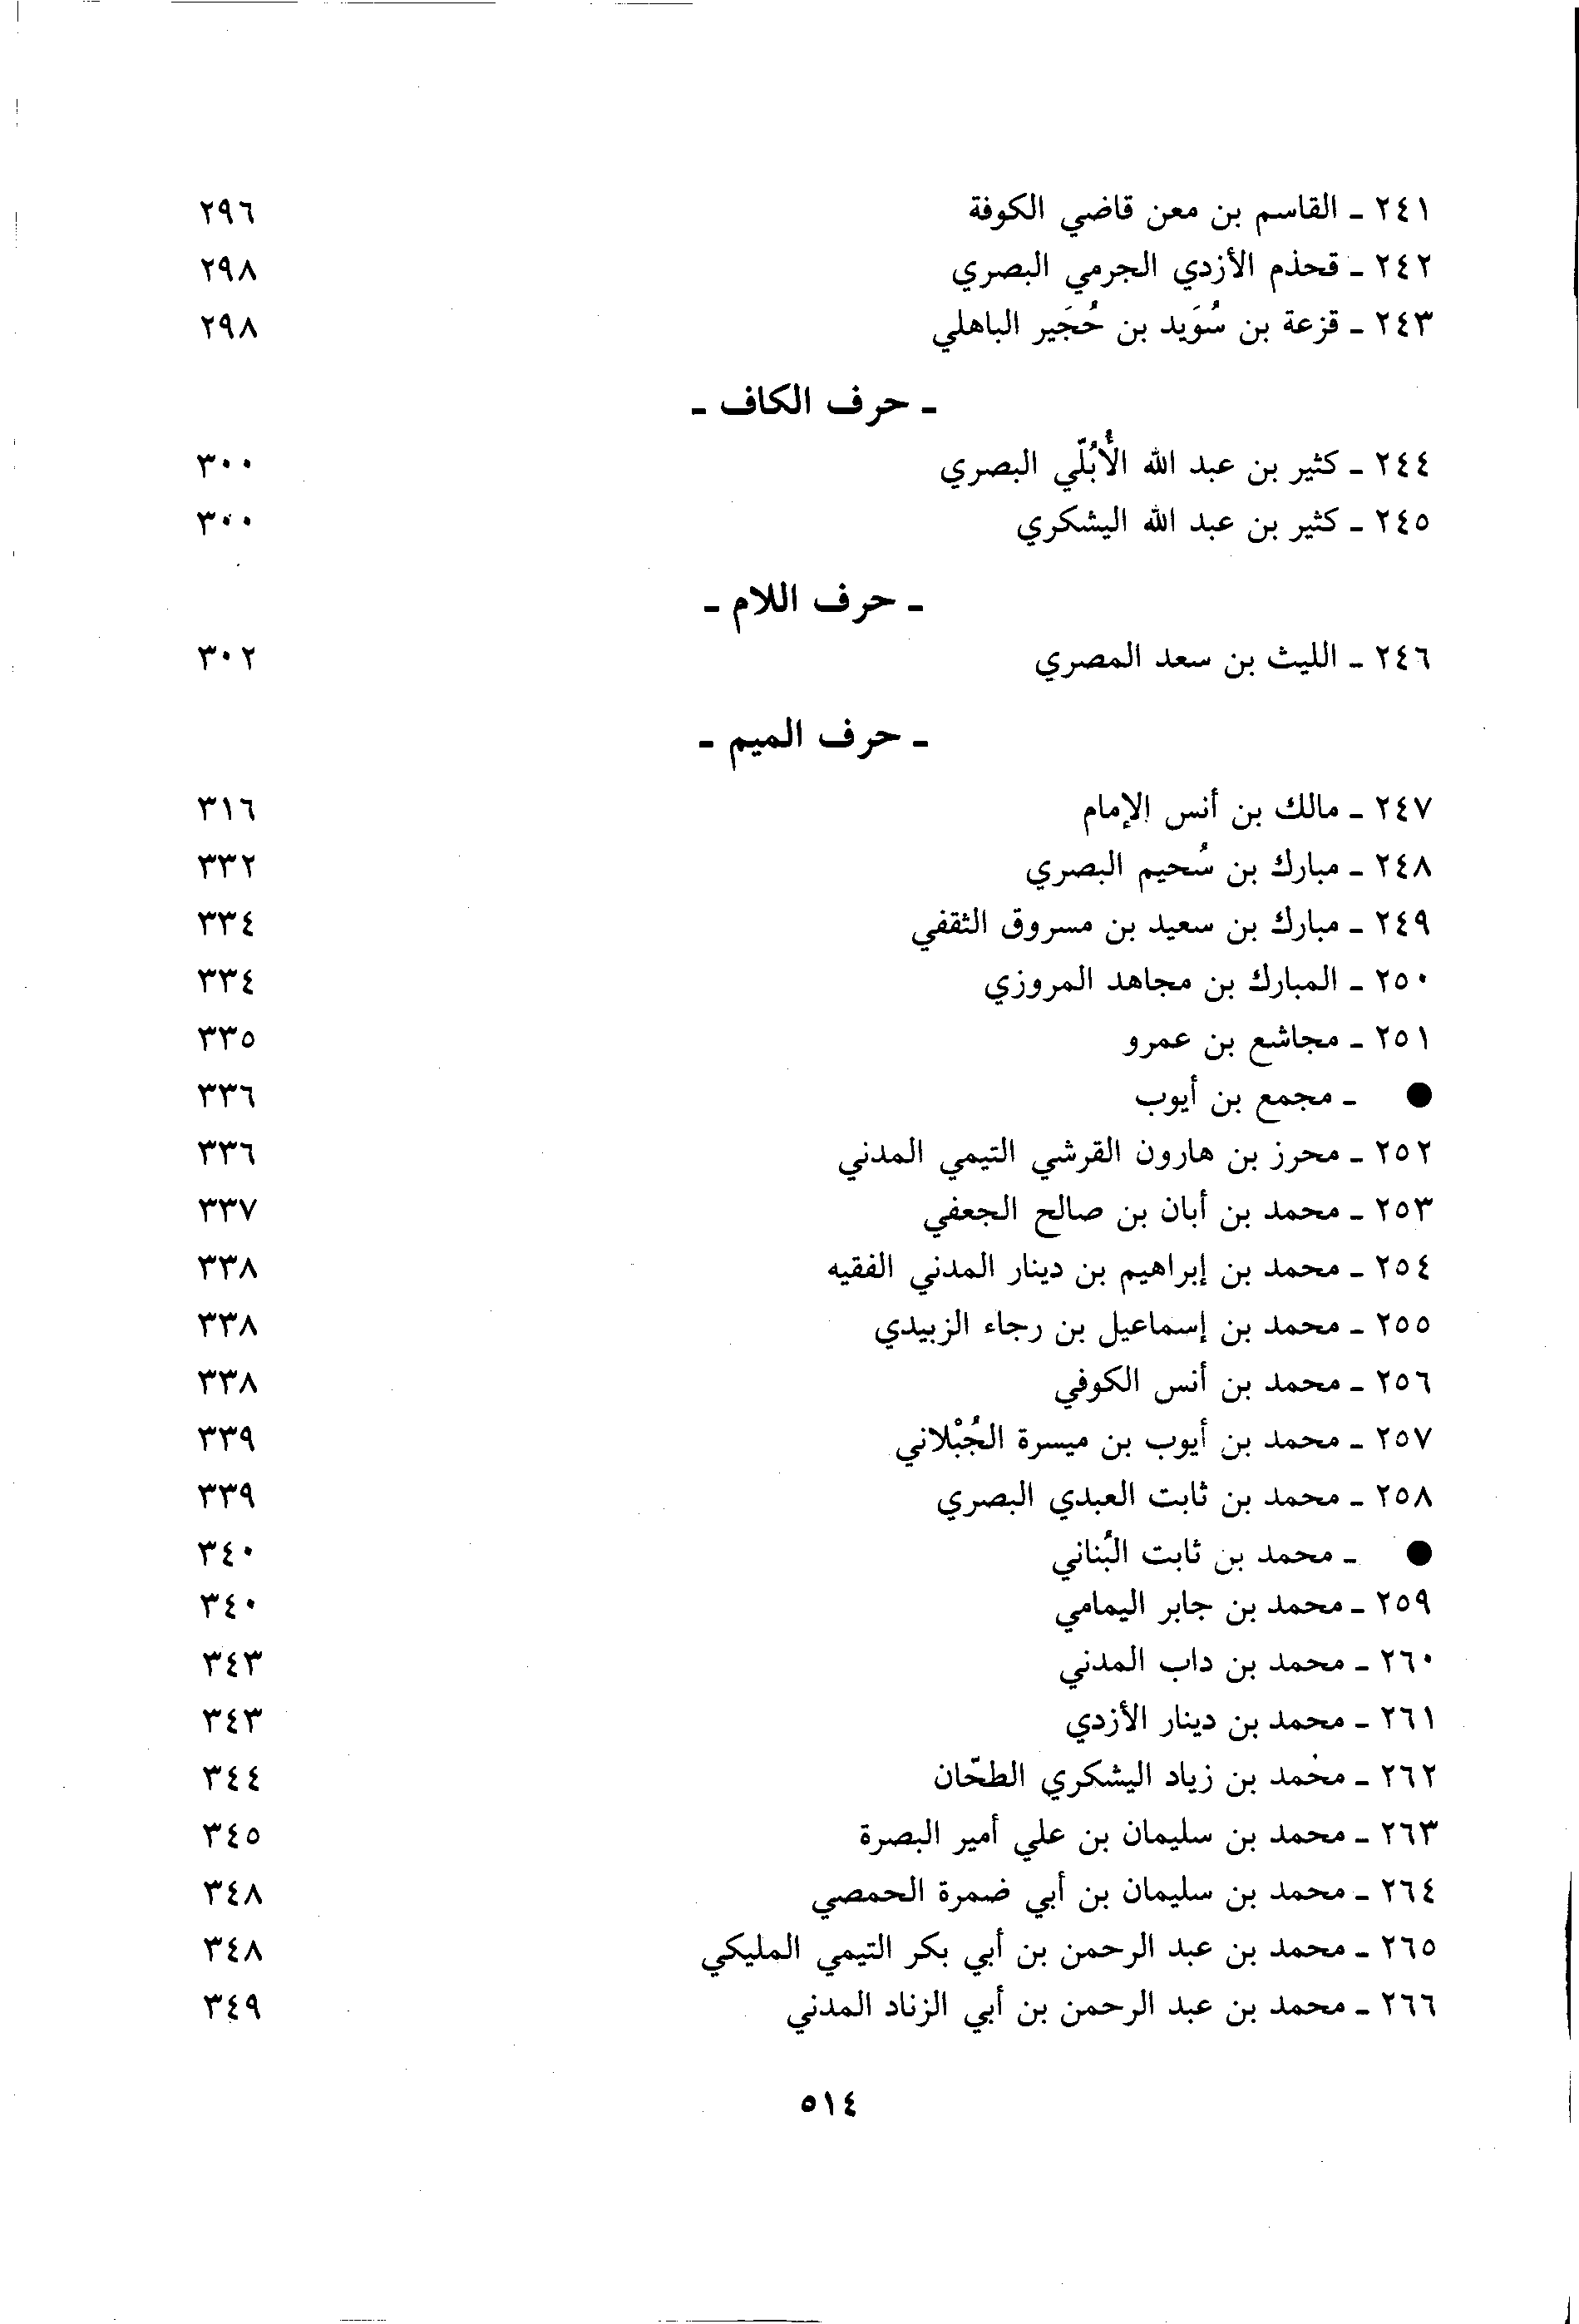 ٢٤١ ـ القاسم بن معن قاضي الكوفة ٢٩٦
٢٤٢ ـ قحذم الأزدي الجرمي البصري ٢٩٨
٢٤٣ ـ قزعة بن سُوَيد بن حُجَير الباهلي ٢٩٨
ـ حرف الكاف ـ
٢٤٤ ـ كثير بن عبد الله الأُبُلّي البصري ٣٠٠
٢٤٥ ـ كثير بن عبد الله اليشكري ٣٠٠
ـ حرف اللام ـ
٢٤٦ ـ الليث بن سعد المصري ٣٠٢
ـ حرف الميم ـ
٢٤٧ ـ مالك بن أنس الإمام ٣١٦
٢٤٨ ـ مبارك بن سُحيم البصري ٣٣٢
٢٤٩ ـ مبارك بن سعيد بن مسروق الثقفي ٣٣٤
٢٥٠ ـ المبارك بن مجاهد المروزي ٣٣٤
٢٥١ ـ مجاشع بن عمرو ٣٣٥
● ـ مجمع بن أيوب ٣٣٦
٢٥٢ ـ محرز بن هارون القرشي التيمي المدني ٣٣٦
٢٥٣ ـ محمد بن أبان بن صالح الجعفي ٣٣٧
٢٥٤ ـ محمد بن إبراهيم بن دينار المدني الفقيه ٣٣٨
٢٥٥ ـ محمد بن إسماعيل بن رجاء الزبيدي ٣٣٨
٢٥٦ ـ محمد بن أنس الكوفي ٣٣٨
٢٥٧ ـ محمد بن أيوب بن ميسرة الجُبْلاني ٣٣٩
٢٥٨ ـ محمد بن ثابت العبدي البصري ٣٣٩
● ـ محمد بن ثابت البُناني ٣٤٠
٢٥٩ ـ محمد بن جابر اليمامي ٣٤٠
٢٦٠ ـ محمد بن داب المدني ٣٤٣
٢٦١ ـ محمد بن دينار الأزدي ٣٤٣
٢٦٢ ـ محمد بن زياد اليشكري الطحّان ٣٤٤
٢٦٣ ـ محمد بن سليمان بن علي أمير البصرة ٣٤٥
٢٦٤ ـ محمد بن سليمان بن أبي ضمرة الحمصي ٣٤٨
٢٦٥ ـ محمد بن عبد الرحمن بن أبي بكر التيمي المليكي ٣٤٨
٢٦٦ ـ محمد بن عبد الرحمن بن أبي الزناد المدني ٣٤٩
٥١٤